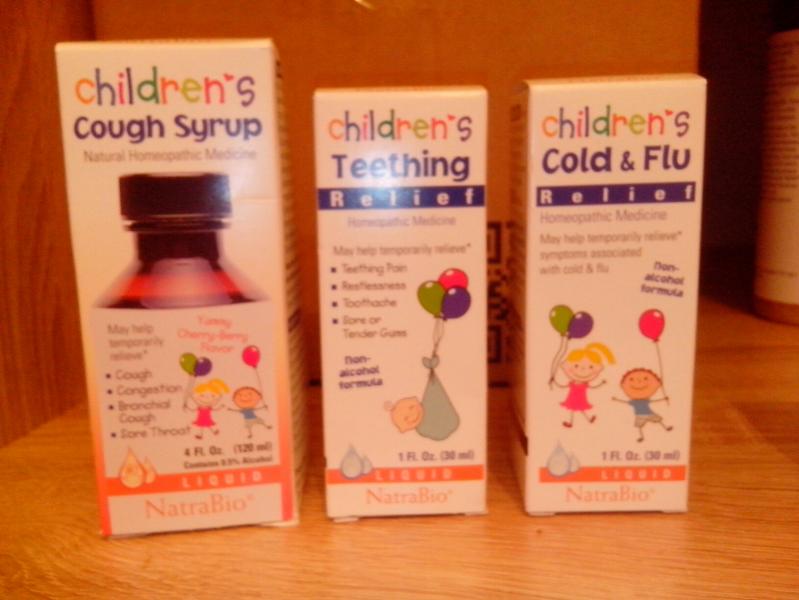 children's
Cough Syrup
Natural Homeopathic Medicine
May help
temporarily
relieve*
Yummy
Cherry-Berry
Flavor
Cough
Congestion
Bronchial
Cough
Sore Throat
4 Fl. Oz. (120 ml)
Contains 0.5% Alcohol
LIQUID
NatraBio®
children's
Teething
Relief
Homeopathic Medicine
May help temporarily relieve*
Teething Pain
Restlessness
Toothache
Sore or
Tender Gums
Non-
alcohol
formula
1 Fl. Oz. (30 ml)
LIQUID
NatraBio®
children's
Cold & Flu
Relief
Homeopathic Medicine
May help temporarily relieve*
symptoms associated
with cold & flu
Non-
alcohol
formula
1 Fl. Oz. (30 ml)
LIQUID
NatraBio®